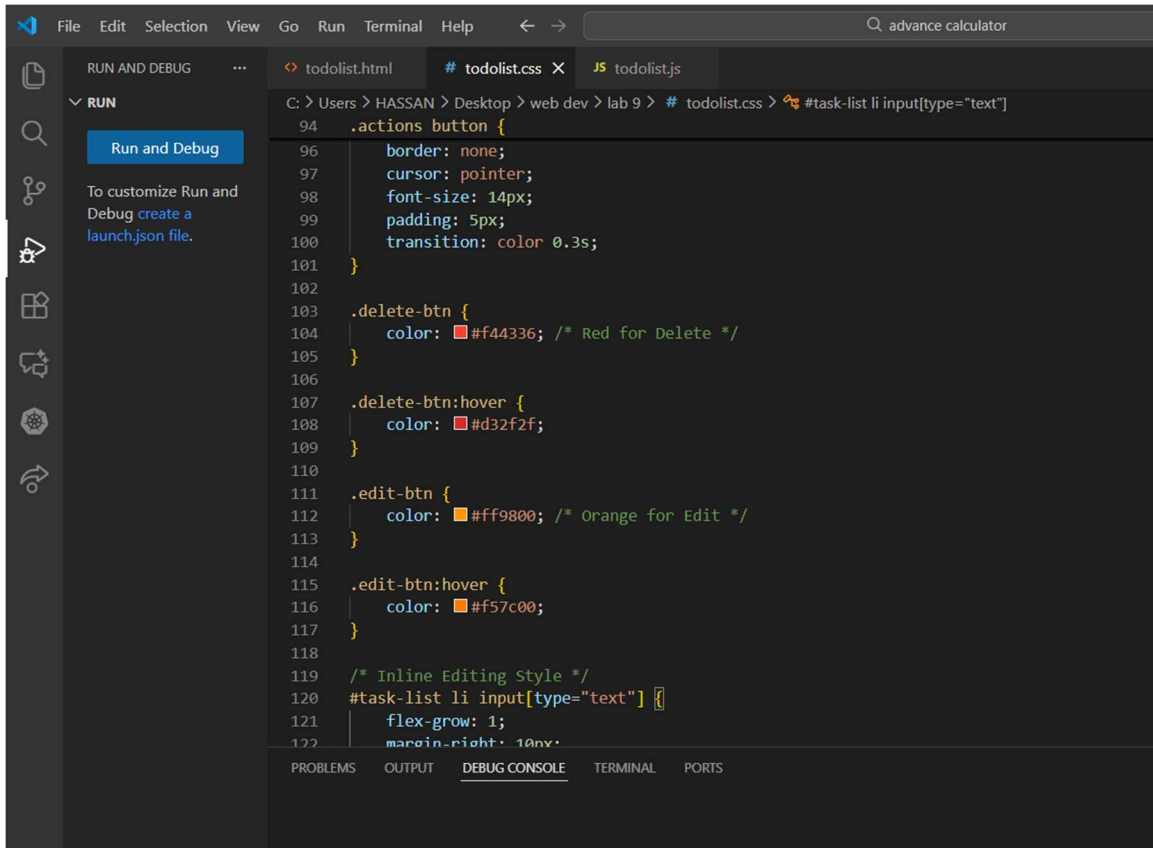 File Edit Selection View Go Run Terminal Help ← → advance calculator
RUN AND DEBUG ···
RUN
Run and Debug
To customize Run and
Debug create a
launch.json file.
<> todolist.html # todolist.css × JS todolist.js
C: > Users > HASSAN > Desktop > web dev > lab 9 > # todolist.css > #task-list li input[type="text"]
94 .actions button {
96 border: none;
97 cursor: pointer;
98 font-size: 14px;
99 padding: 5px;
100 transition: color 0.3s;
101 }
102
103 .delete-btn {
104 color: #f44336; /* Red for Delete */
105 }
106
107 .delete-btn:hover {
108 color: #d32f2f;
109 }
110
111 .edit-btn {
112 color: #ff9800; /* Orange for Edit */
113 }
114
115 .edit-btn:hover {
116 color: #f57c00;
117 }
118
119 /* Inline Editing Style */
120 #task-list li input[type="text"] {
121 flex-grow: 1;
122 margin-right: 10px;
PROBLEMS OUTPUT DEBUG CONSOLE TERMINAL PORTS